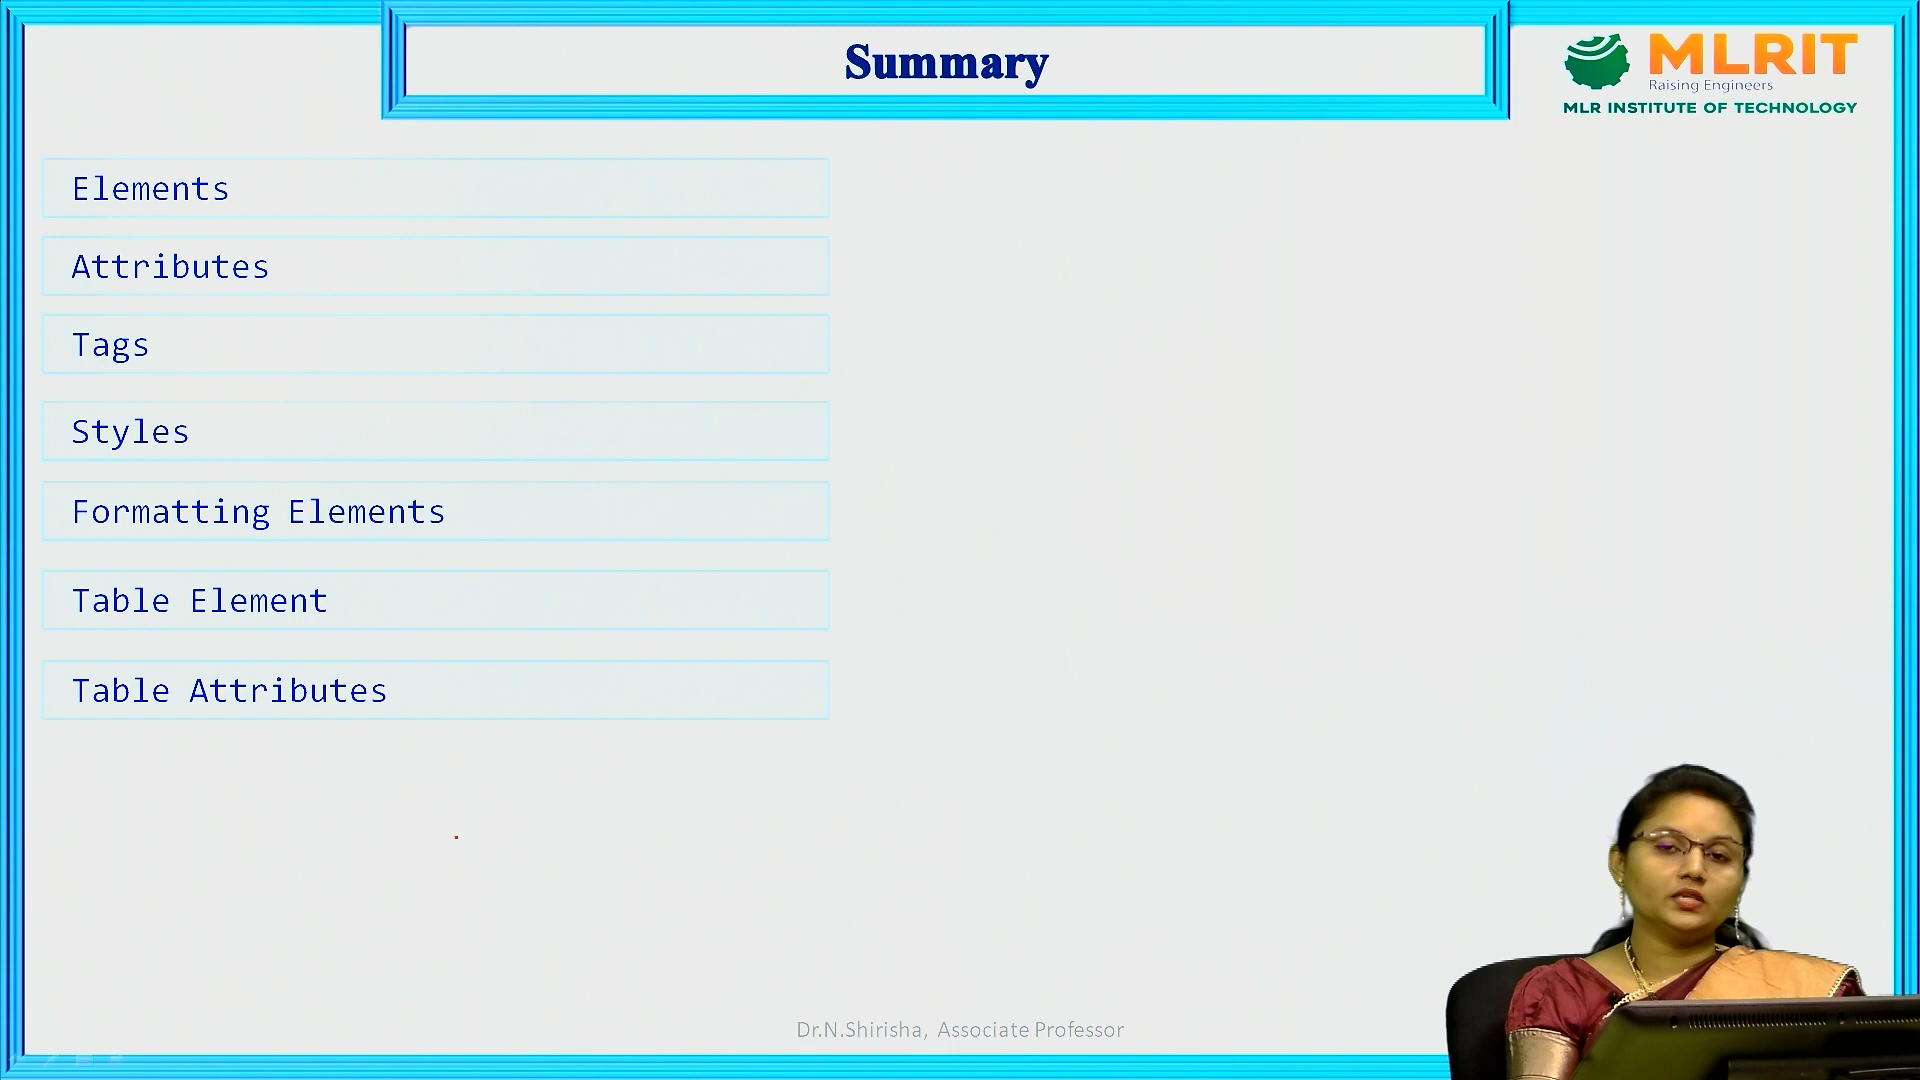 Summary
MLRIT
Raising Engineers
MLR INSTITUTE OF TECHNOLOGY
Elements
Attributes
Tags
Styles
Formatting Elements
Table Element
Table Attributes
Dr.N.Shirisha, Associate Professor